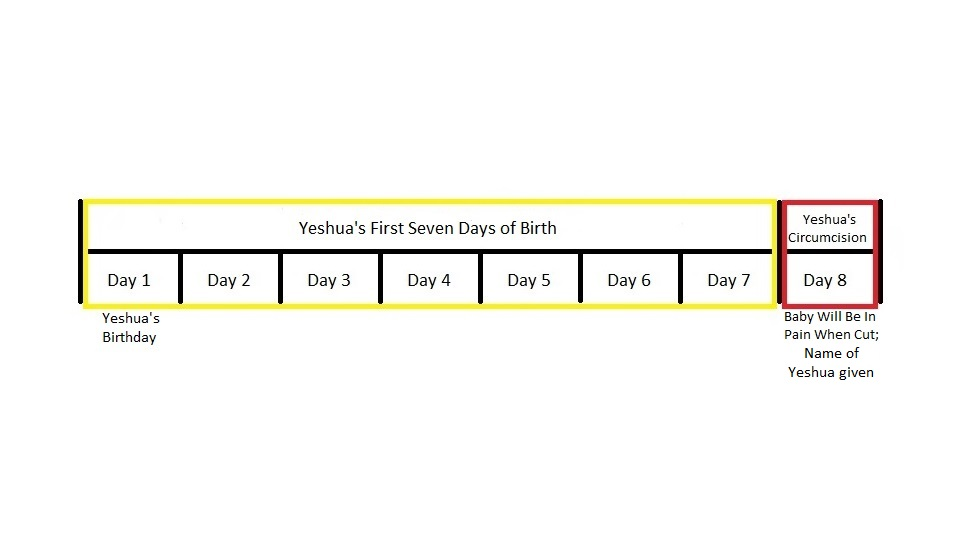 Yeshua's First Seven Days of Birth
Yeshua's
Circumcision
Day 1
Day 2
Day 3
Day 4
Day 5
Day 6
Day 7
Day 8
Yeshua's
Birthday
Baby Will Be In
Pain When Cut;
Name of
Yeshua given